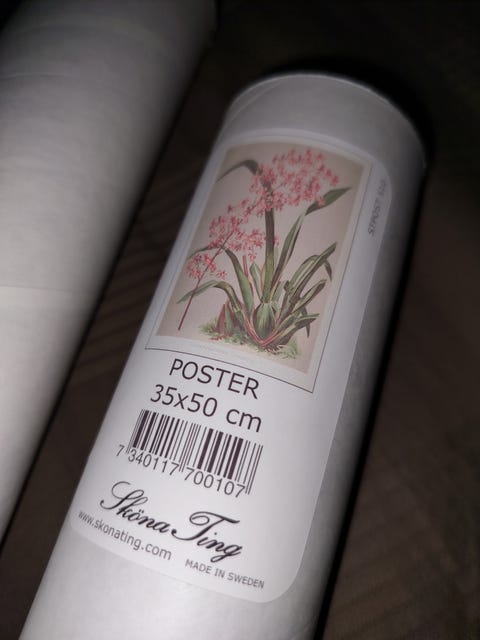 POSTER
35x50 cm
7 340117 700107
Sköna Ting
www.skonating.com
MADE IN SWEDEN